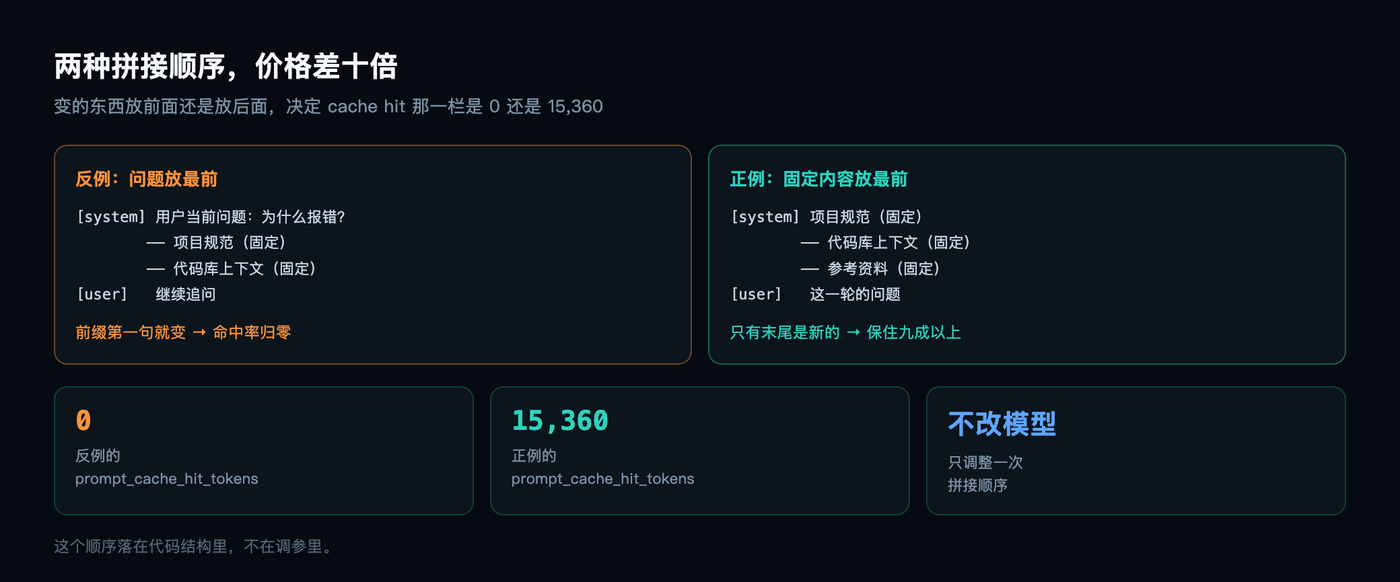 两种拼接顺序，价格差十倍
变的东西放前面还是放后面，决定 cache hit 那一栏是 0 还是 15,360
反例：问题放最前
[system] 用户当前问题：为什么报错？
—— 项目规范（固定）
—— 代码库上下文（固定）
[user] 继续追问
前缀第一句就变 → 命中率归零
正例：固定内容放最前
[system] 项目规范（固定）
—— 代码库上下文（固定）
—— 参考资料（固定）
[user] 这一轮的问题
只有末尾是新的 → 保住九成以上
0
反例的
prompt_cache_hit_tokens
15,360
正例的
prompt_cache_hit_tokens
不改模型
只调整一次
拼接顺序
这个顺序落在代码结构里，不在调参里。